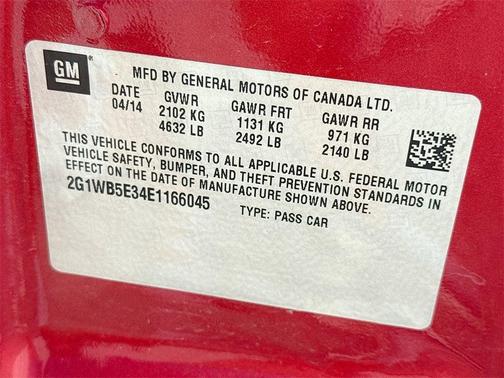 GM
MFD BY GENERAL MOTORS OF CANADA LTD.
DATE GVWR GAWR FRT GAWR RR
04/14 2102 KG 1131 KG 971 KG
4632 LB 2492 LB 2140 LB
THIS VEHICLE CONFORMS TO ALL APPLICABLE U.S. FEDERAL MOTOR
VEHICLE SAFETY, BUMPER, AND THEFT PREVENTION STANDARDS IN
EFFECT ON THE DATE OF MANUFACTURE SHOWN ABOVE.
2G1WB5E34E1166045 TYPE: PASS CAR